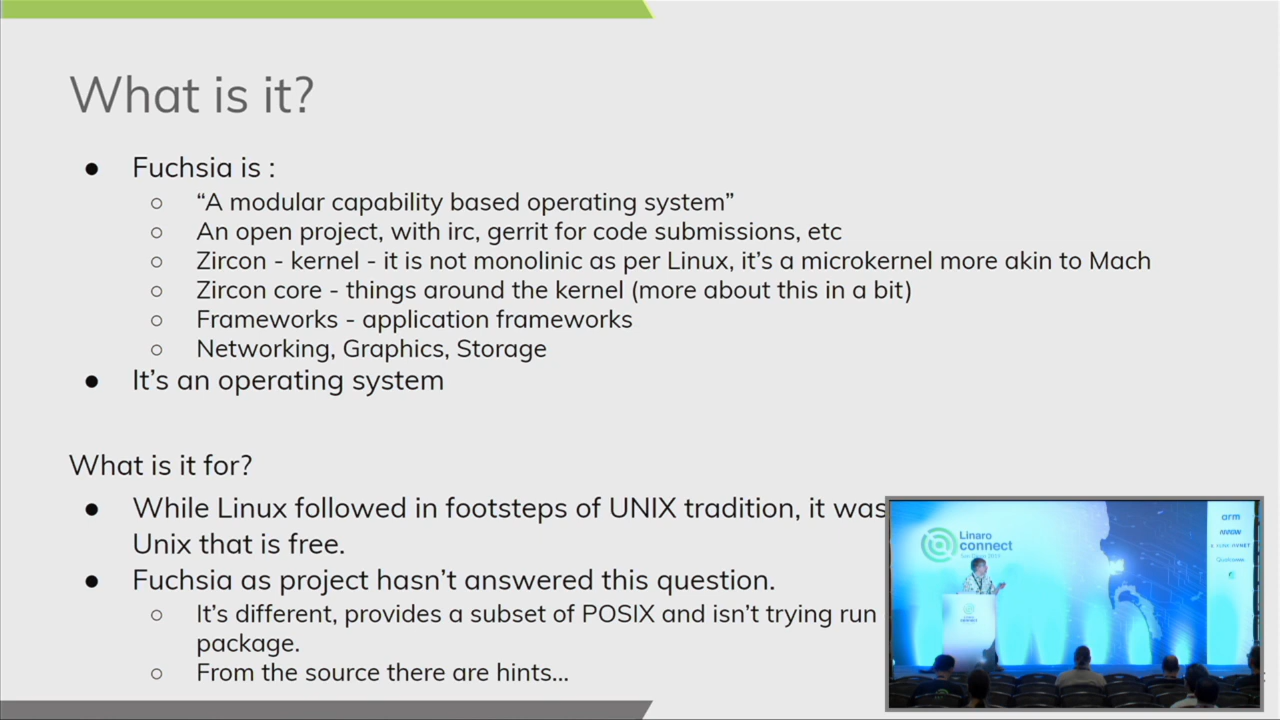 What is it?
● Fuchsia is :
○ “A modular capability based operating system”
○ An open project, with irc, gerrit for code submissions, etc
○ Zircon - kernel - it is not monolinic as per Linux, it’s a microkernel more akin to Mach
○ Zircon core - things around the kernel (more about this in a bit)
○ Frameworks - application frameworks
○ Networking, Graphics, Storage
● It’s an operating system
What is it for?
● While Linux followed in footsteps of UNIX tradition, it was
Unix that is free.
● Fuchsia as project hasn’t answered this question.
○ It’s different, provides a subset of POSIX and isn’t trying run
package.
○ From the source there are hints...
Linaro
connect
San Diego 2019
arm
Qualcomm